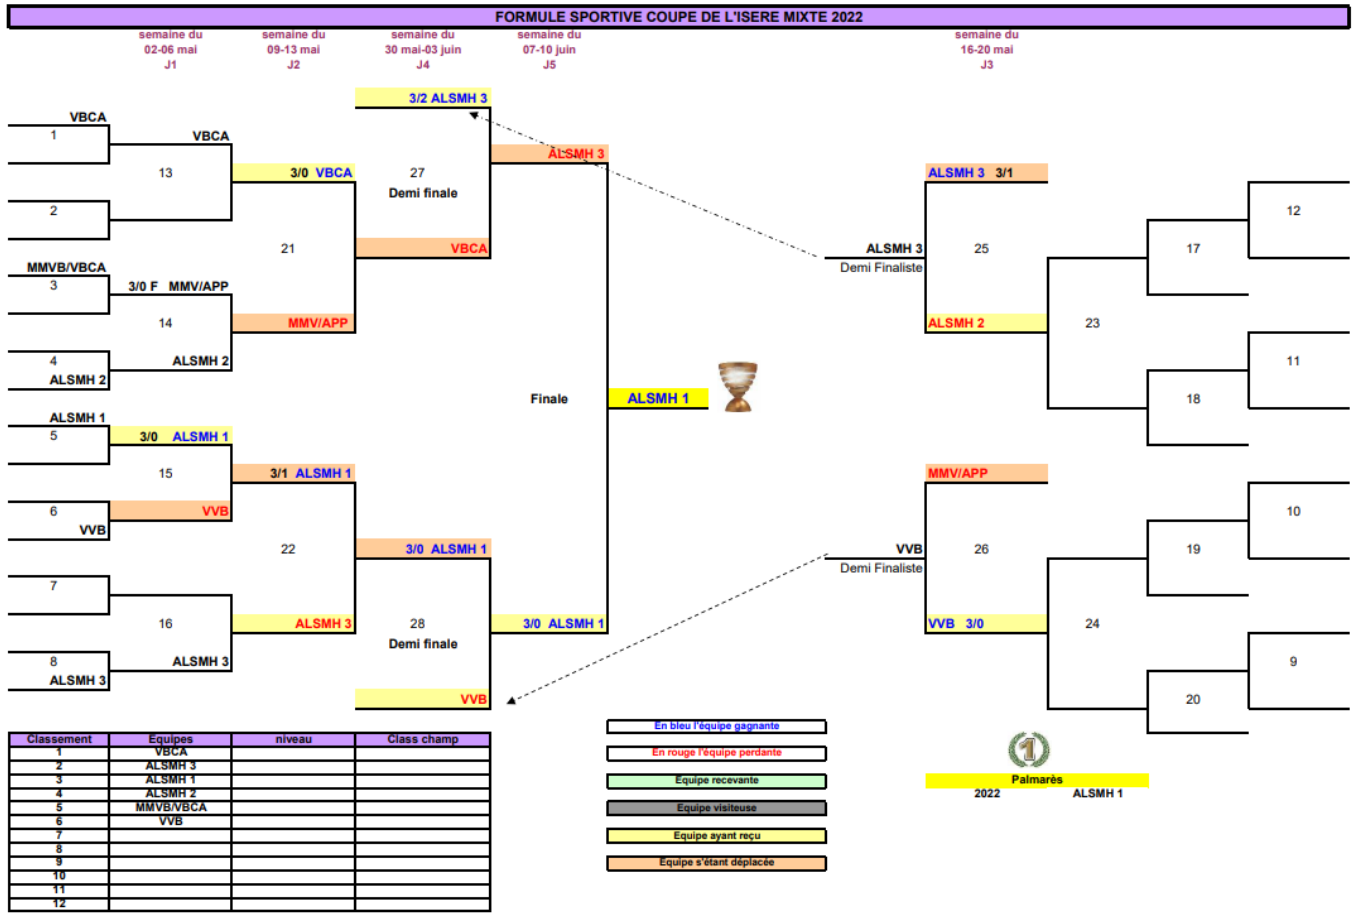 FORMULE SPORTIVE COUPE DE L'ISERE MIXTE 2022
semaine du semaine du semaine du semaine du semaine du
02-06 mai 09-13 mai 30 mai-03 juin 07-10 juin 16-20 mai
J1 J2 J4 J5 J3
3/2 ALSMH 3
VBCA
1 VBCA
ALSMH 3
13 3/0 VBCA 27 ALSMH 3 3/1
Demi finale
2 12
21 VBCA ALSMH 3 25 17
MMVB/VBCA Demi Finaliste
3 3/0 F MMV/APP
14 MMV/APP ALSMH 2 23
4 ALSMH 2 11
ALSMH 2
Finale ALSMH 1 18
ALSMH 1
5 3/0 ALSMH 1
15 3/1 ALSMH 1 MMV/APP
6 VVB 10
VVB
22 3/0 ALSMH 1 VVB 26 19
Demi Finaliste
7
16 ALSMH 3 28 3/0 ALSMH 1 VVB 3/0 24
Demi finale
8 ALSMH 3 9
ALSMH 3
VVB 20
Classement Equipes niveau Class champ
1 VBCA
2 ALSMH 3
3 ALSMH 1
4 ALSMH 2
5 MMVB/VBCA
6 VVB
7
8
9
10
11
12
En bleu l'équipe gagnante
En rouge l'équipe perdante
Equipe recevante
Equipe visiteuse
Equipe ayant reçu
Equipe s'étant déplacée
1
Palmarès
2022 ALSMH 1